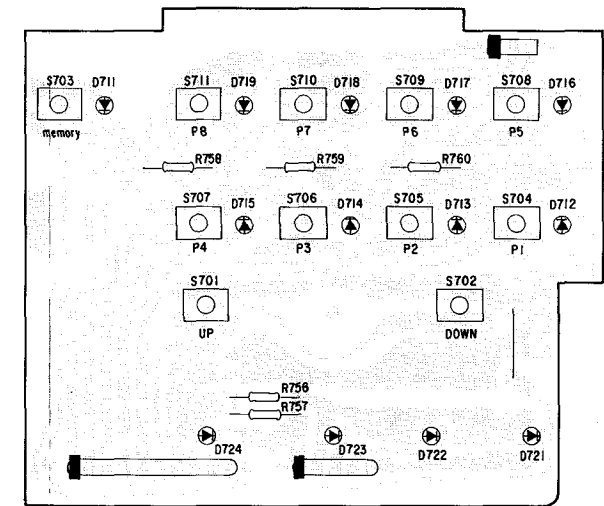 S703 D711 S711 D719 S710 D718 S709 D717 S708 D716
memory P8 P7 P6 P5
R758 R759 R760
S707 D715 S706 D714 S705 D713 S704 D712
P4 P3 P2 P1
S701 S702
UP DOWN
R756
R757
D724 D723 D722 D721